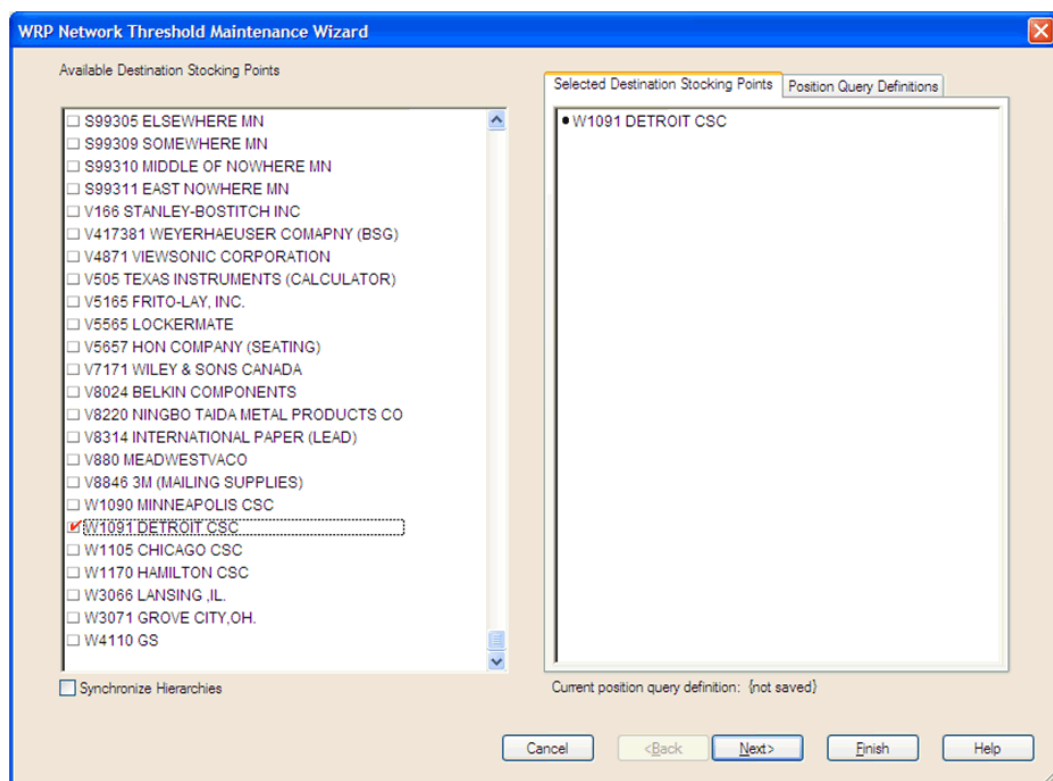 WRP Network Threshold Maintenance Wizard
Available Destination Stocking Points
S99305 ELSEWHERE MN
S99309 SOMEWHERE MN
S99310 MIDDLE OF NOWHERE MN
S99311 EAST NOWHERE MN
V166 STANLEY-BOSTITCH INC
V417381 WEYERHAEUSER COMAPNY (BSG)
V4871 VIEWSONIC CORPORATION
V505 TEXAS INSTRUMENTS (CALCULATOR)
V5165 FRITO-LAY, INC.
V5565 LOCKERMATE
V5657 HON COMPANY (SEATING)
V7171 WILEY & SONS CANADA
V8024 BELKIN COMPONENTS
V8220 NINGBO TAIDA METAL PRODUCTS CO
V8314 INTERNATIONAL PAPER (LEAD)
V880 MEADWESTVACO
V8846 3M (MAILING SUPPLIES)
W1090 MINNEAPOLIS CSC
W1091 DETROIT CSC
W1105 CHICAGO CSC
W1170 HAMILTON CSC
W3066 LANSING ,IL.
W3071 GROVE CITY,OH.
W4110 GS
Synchronize Hierarchies
Selected Destination Stocking Points Position Query Definitions
● W1091 DETROIT CSC
Current position query definition: {not saved}
Cancel <Back Next> Finish Help